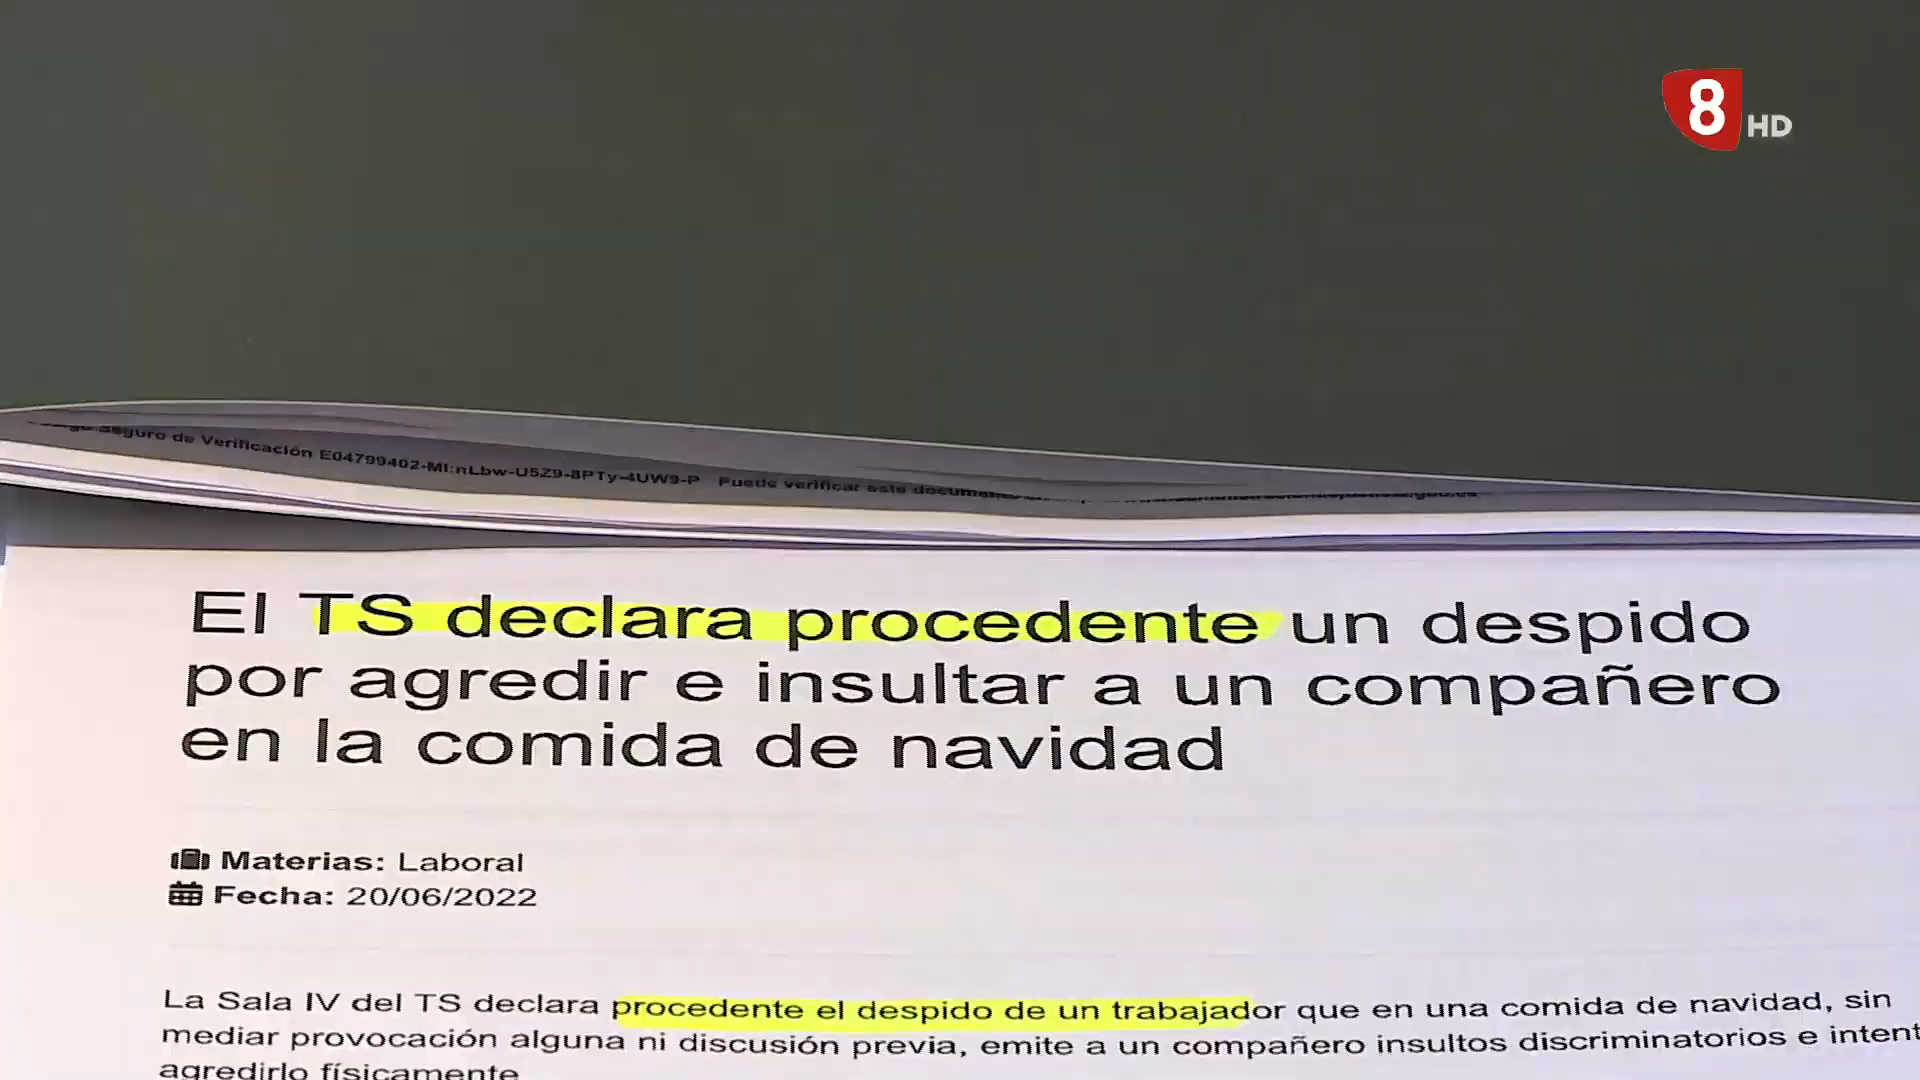 8 HD
Seguro de Verificación E04799402-MI:nLbw-U5Z9-8PTy-4UW9-P Puede verificar este
El TS declara procedente un despido
por agredir e insultar a un compañero
en la comida de navidad
Materias: Laboral
Fecha: 20/06/2022
La Sala IV del TS declara procedente el despido de un trabajador que en una comida de navidad, sin
mediar provocación alguna ni discusión previa, emite a un compañero insultos discriminatorios e intent
agredirlo físicamente